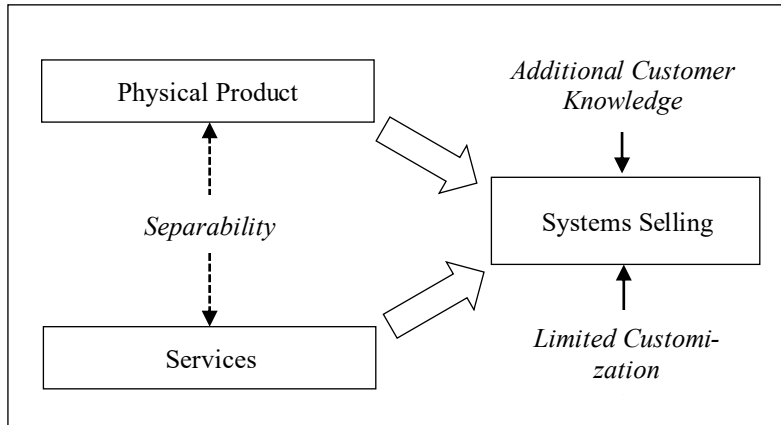 Physical Product
Additional Customer
Knowledge
Separability
Systems Selling
Services
Limited Customi-
zation